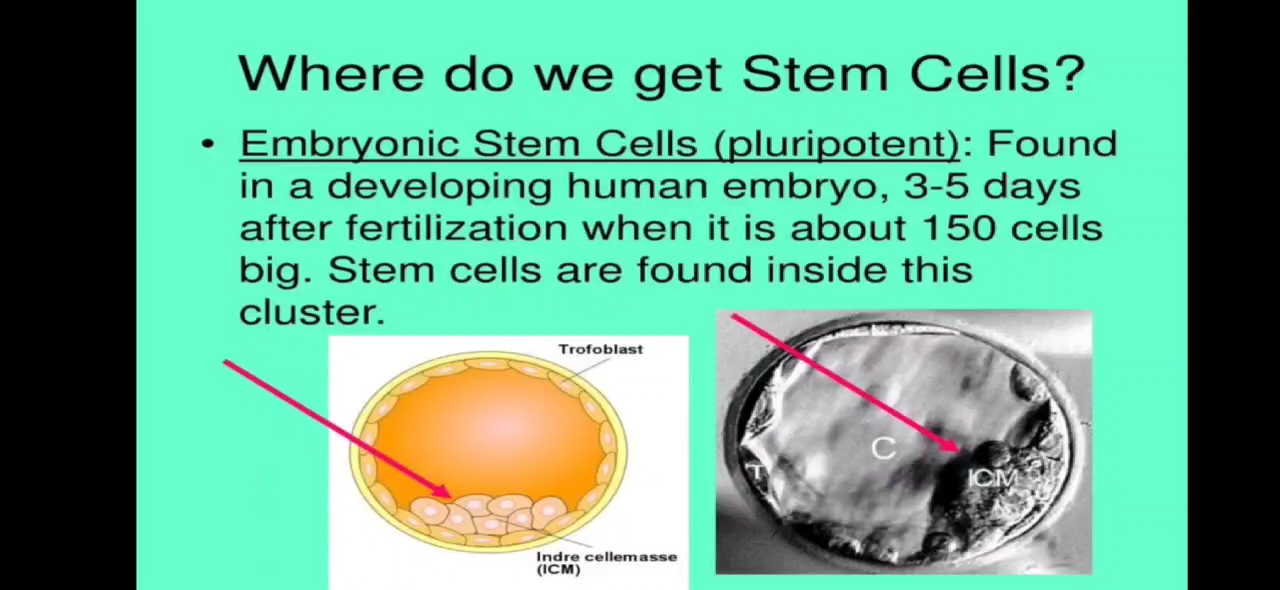 Where do we get Stem Cells?
• Embryonic Stem Cells (pluripotent): Found
in a developing human embryo, 3-5 days
after fertilization when it is about 150 cells
big. Stem cells are found inside this
cluster.
Trofoblast
Indre cellemasse
(ICM)
C
T
ICM